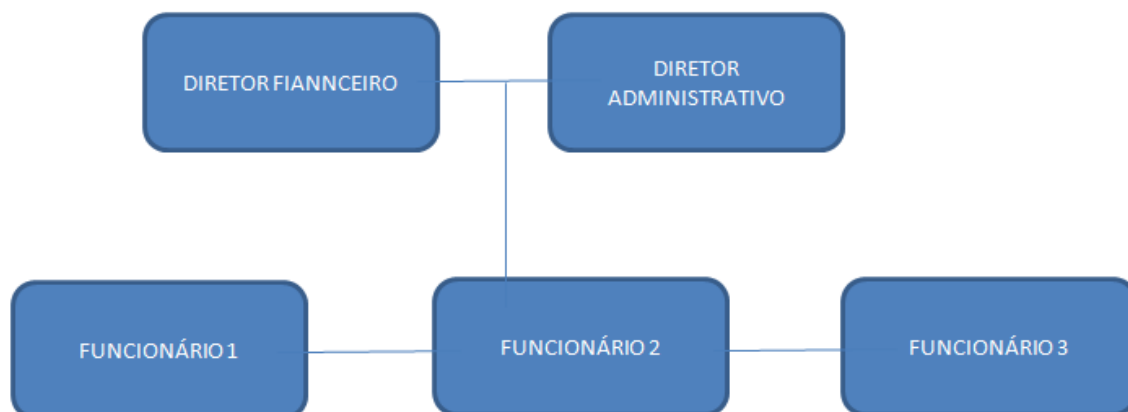 DIRETOR FIANNCEIRO
DIRETOR
ADMINISTRATIVO
FUNCIONÁRIO 1
FUNCIONÁRIO 2
FUNCIONÁRIO 3